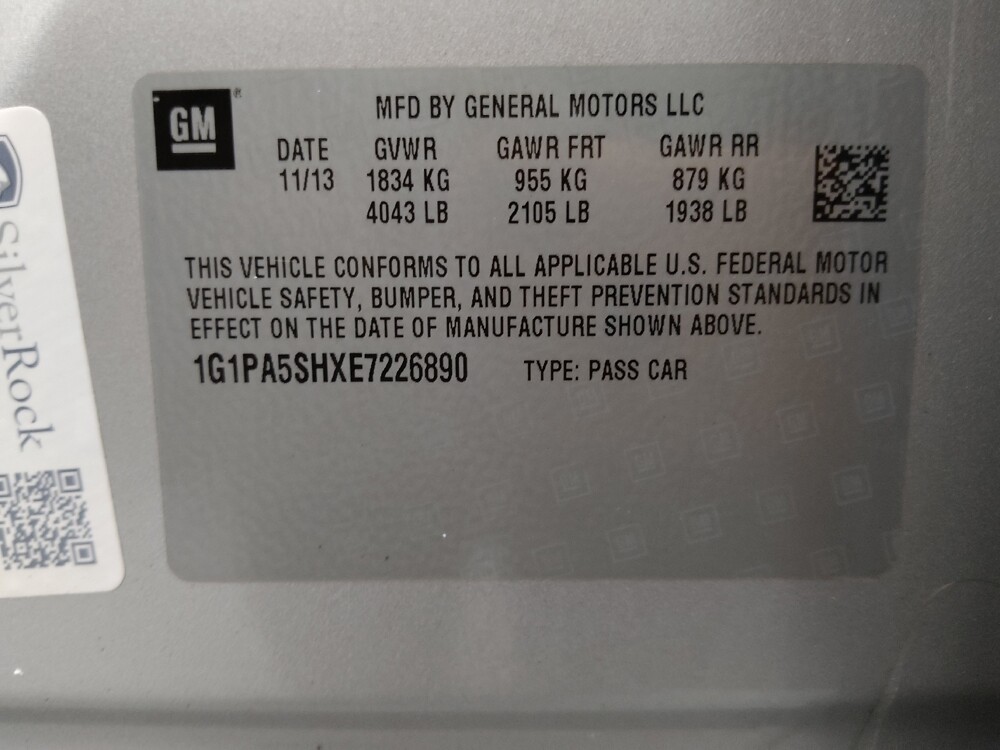 GM
MFD BY GENERAL MOTORS LLC
DATE GVWR GAWR FRT GAWR RR
11/13 1834 KG 955 KG 879 KG
4043 LB 2105 LB 1938 LB
THIS VEHICLE CONFORMS TO ALL APPLICABLE U.S. FEDERAL MOTOR
VEHICLE SAFETY, BUMPER, AND THEFT PREVENTION STANDARDS IN
EFFECT ON THE DATE OF MANUFACTURE SHOWN ABOVE.
1G1PA5SHXE7226890 TYPE: PASS CAR
SilverRock